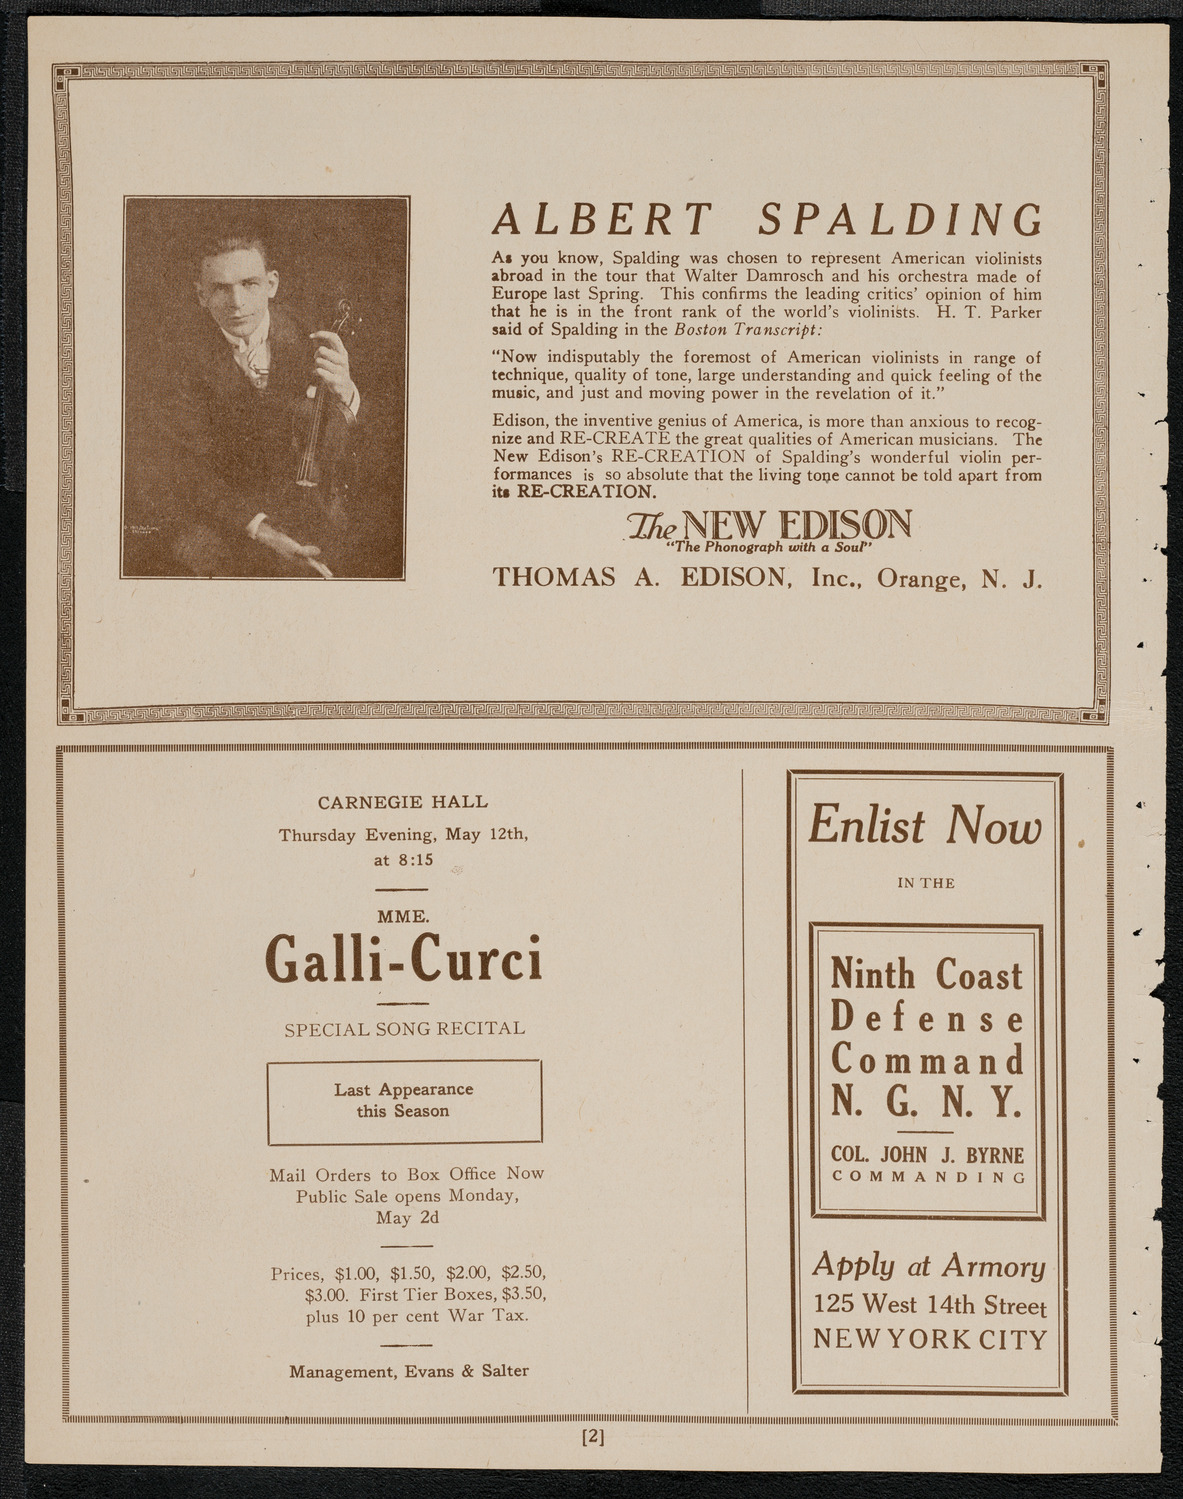 ALBERT SPALDING
As you know, Spalding was chosen to represent American violinists
abroad in the tour that Walter Damrosch and his orchestra made of
Europe last Spring. This confirms the leading critics' opinion of him
that he is in the front rank of the world's violinists. H. T. Parker
said of Spalding in the Boston Transcript:
"Now indisputably the foremost of American violinists in range of
technique, quality of tone, large understanding and quick feeling of the
music, and just and moving power in the revelation of it."
Edison, the inventive genius of America, is more than anxious to recog-
nize and RE-CREATE the great qualities of American musicians. The
New Edison's RE-CREATION of Spalding's wonderful violin per-
formances is so absolute that the living tone cannot be told apart from
its RE-CREATION.
The NEW EDISON
"The Phonograph with a Soul"
THOMAS A. EDISON, Inc., Orange, N. J.
CARNEGIE HALL
Thursday Evening, May 12th,
at 8:15
MME.
Galli-Curci
SPECIAL SONG RECITAL
Last Appearance
this Season
Mail Orders to Box Office Now
Public Sale opens Monday,
May 2d
Prices, $1.00, $1.50, $2.00, $2.50,
$3.00. First Tier Boxes, $3.50,
plus 10 per cent War Tax.
Management, Evans & Salter
Enlist Now
IN THE
Ninth Coast
Defense
Command
N. G. N. Y.
COL. JOHN J. BYRNE
COMMANDING
Apply at Armory
125 West 14th Street
NEW YORK CITY
[2]